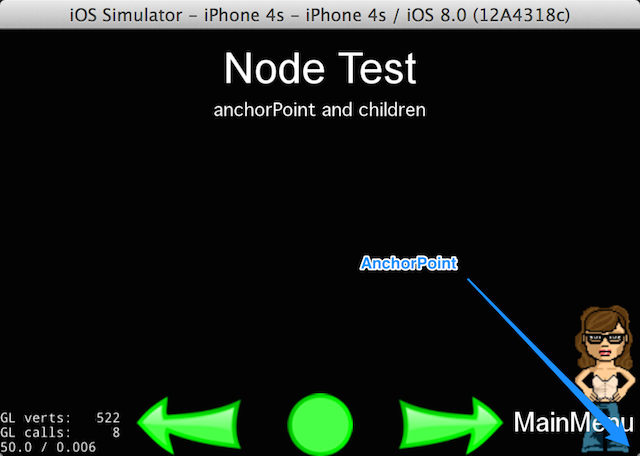 iOS Simulator - iPhone 4s - iPhone 4s / iOS 8.0 (12A4318c)
Node Test
anchorPoint and children
AnchorPoint
MainMenu
GL verts: 522
GL calls: 8
50.0 / 0.006